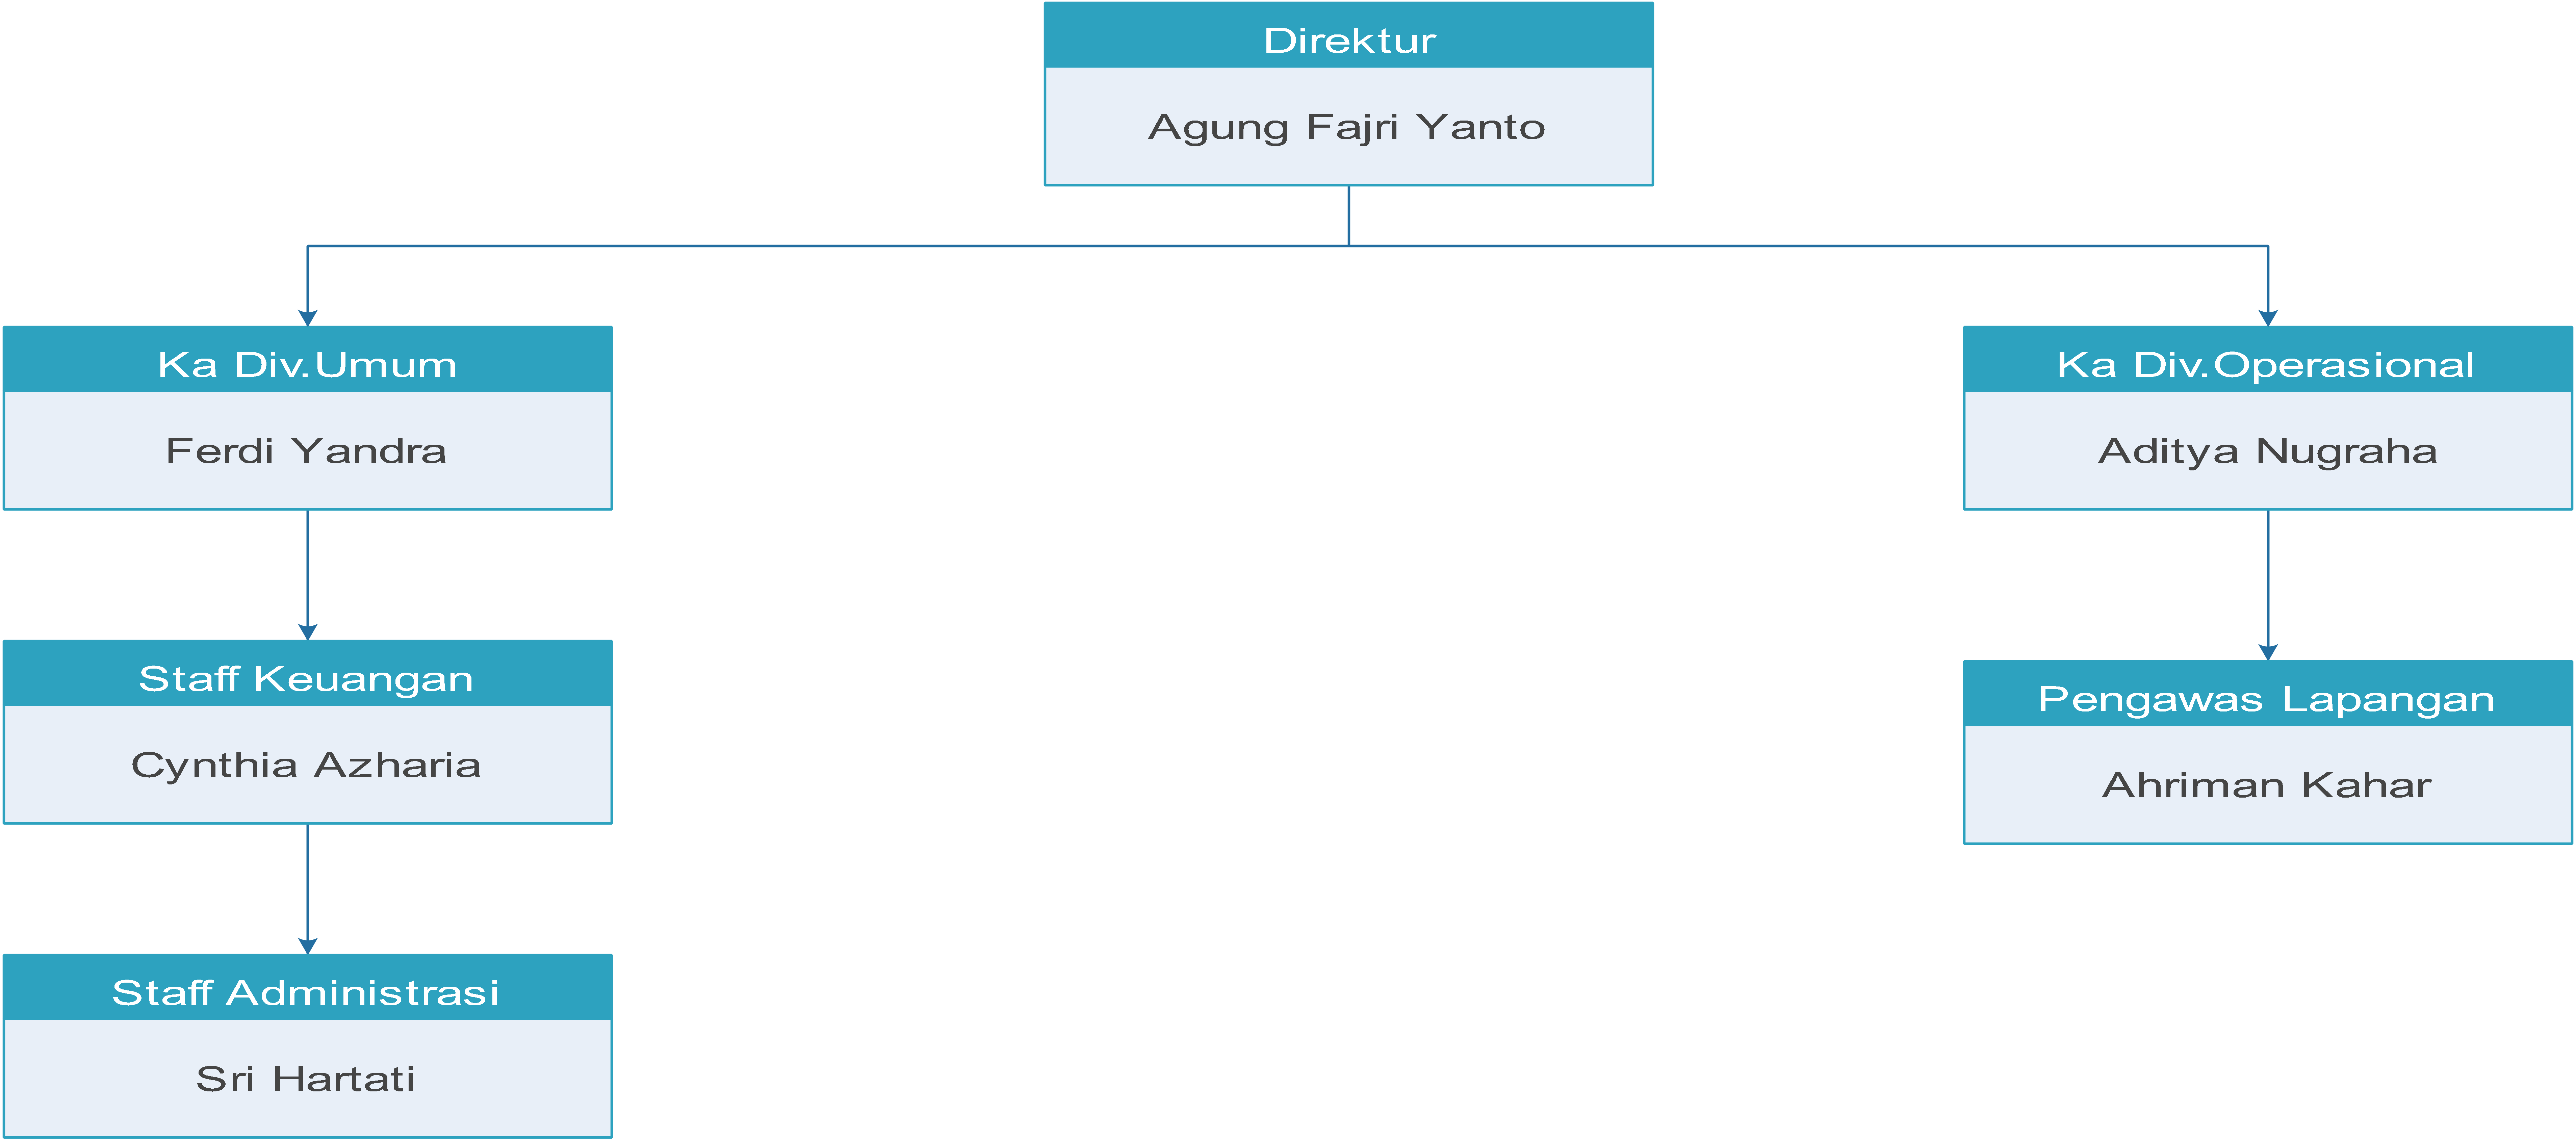 Direktur
Agung Fajri Yanto
Ka Div.Umum
Ferdi Yandra
Ka Div.Operasional
Aditya Nugraha
Staff Keuangan
Cynthia Azharia
Pengawas Lapangan
Ahriman Kahar
Staff Administrasi
Sri Hartati